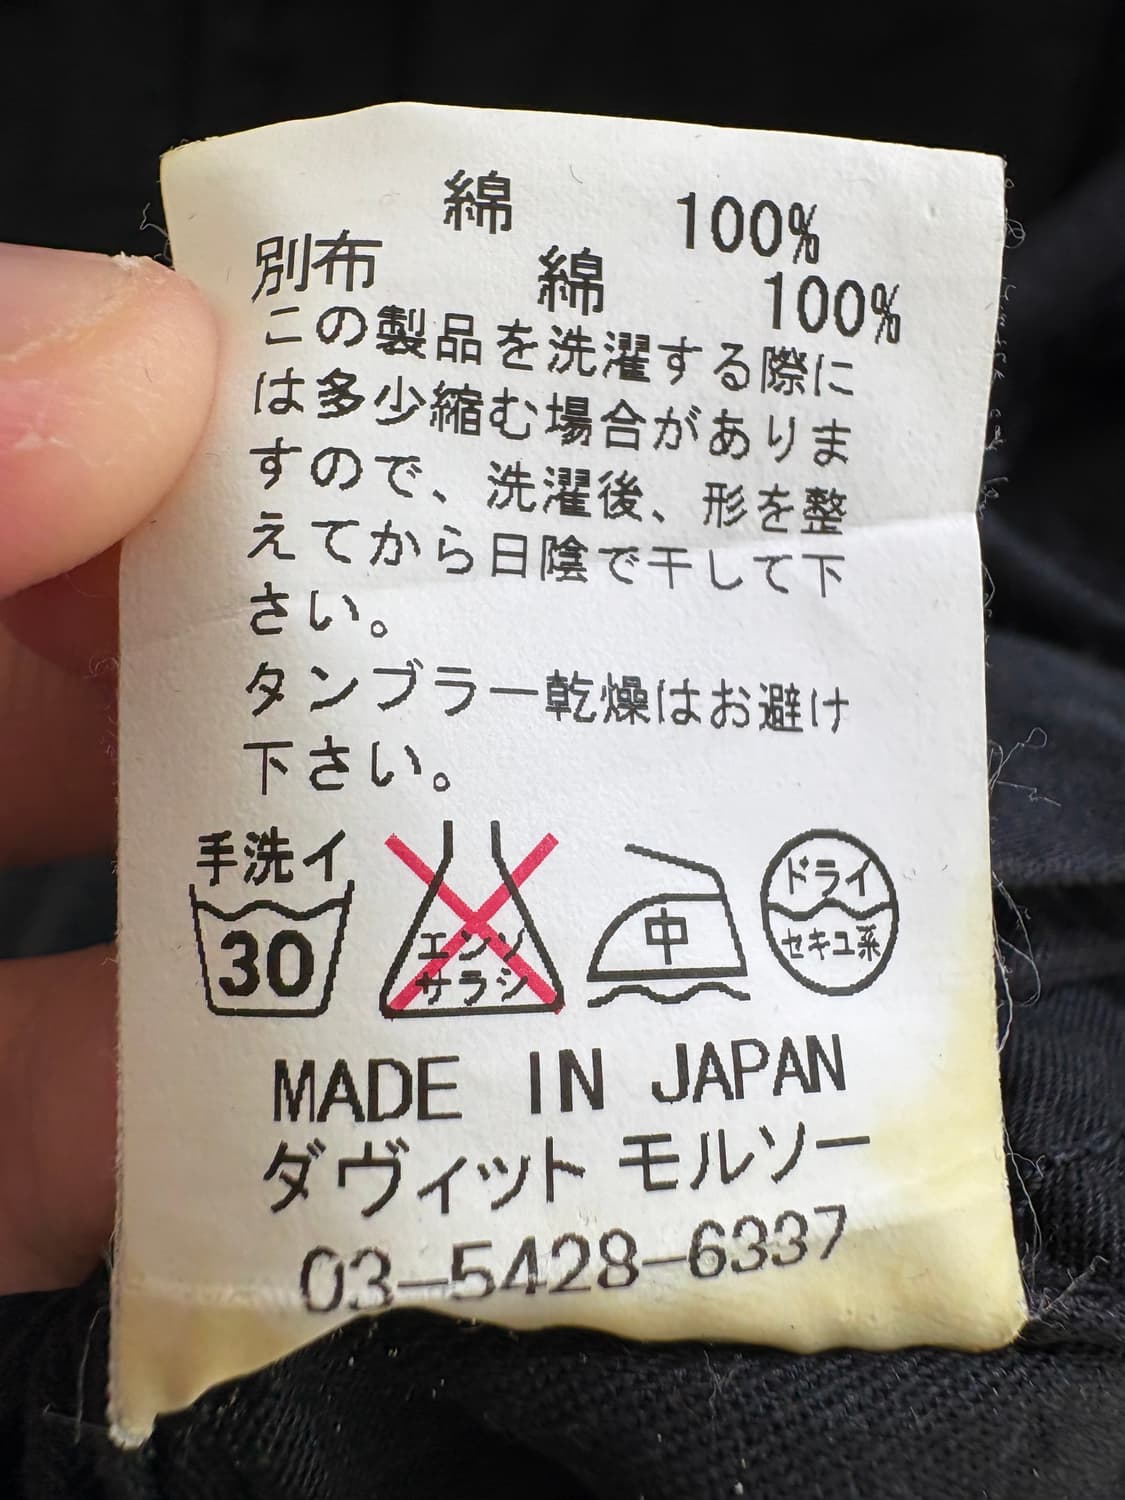 綿 100%
別布 綿 100%
この製品を洗濯する際に
は多少縮む場合がありま
すので、洗濯後、形を整
えてから日陰で干して下
さい。
タンブラー乾燥はお避け
下さい。
手洗イ
30
エンソ
サラシ
中
ドライ
セキユ系
MADE IN JAPAN
ダヴィット モルソー
03-5428-6337